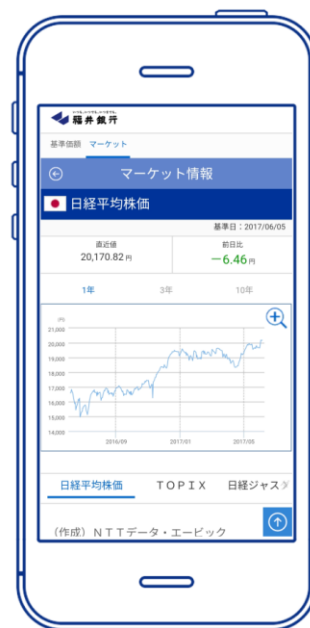 福井銀行
基準価額 マーケット
マーケット情報
日経平均株価
基準日：2017/06/05
直近値 前日比
20,170.82 円 －6.46 円
1年 3年 10年
(円)
21,000
20,000
19,000
18,000
17,000
16,000
15,000
14,000
2016/09 2017/01 2017/05
日経平均株価 ＴＯＰＩＸ 日経ジャスダ
(作成) ＮＴＴデータ・エービック